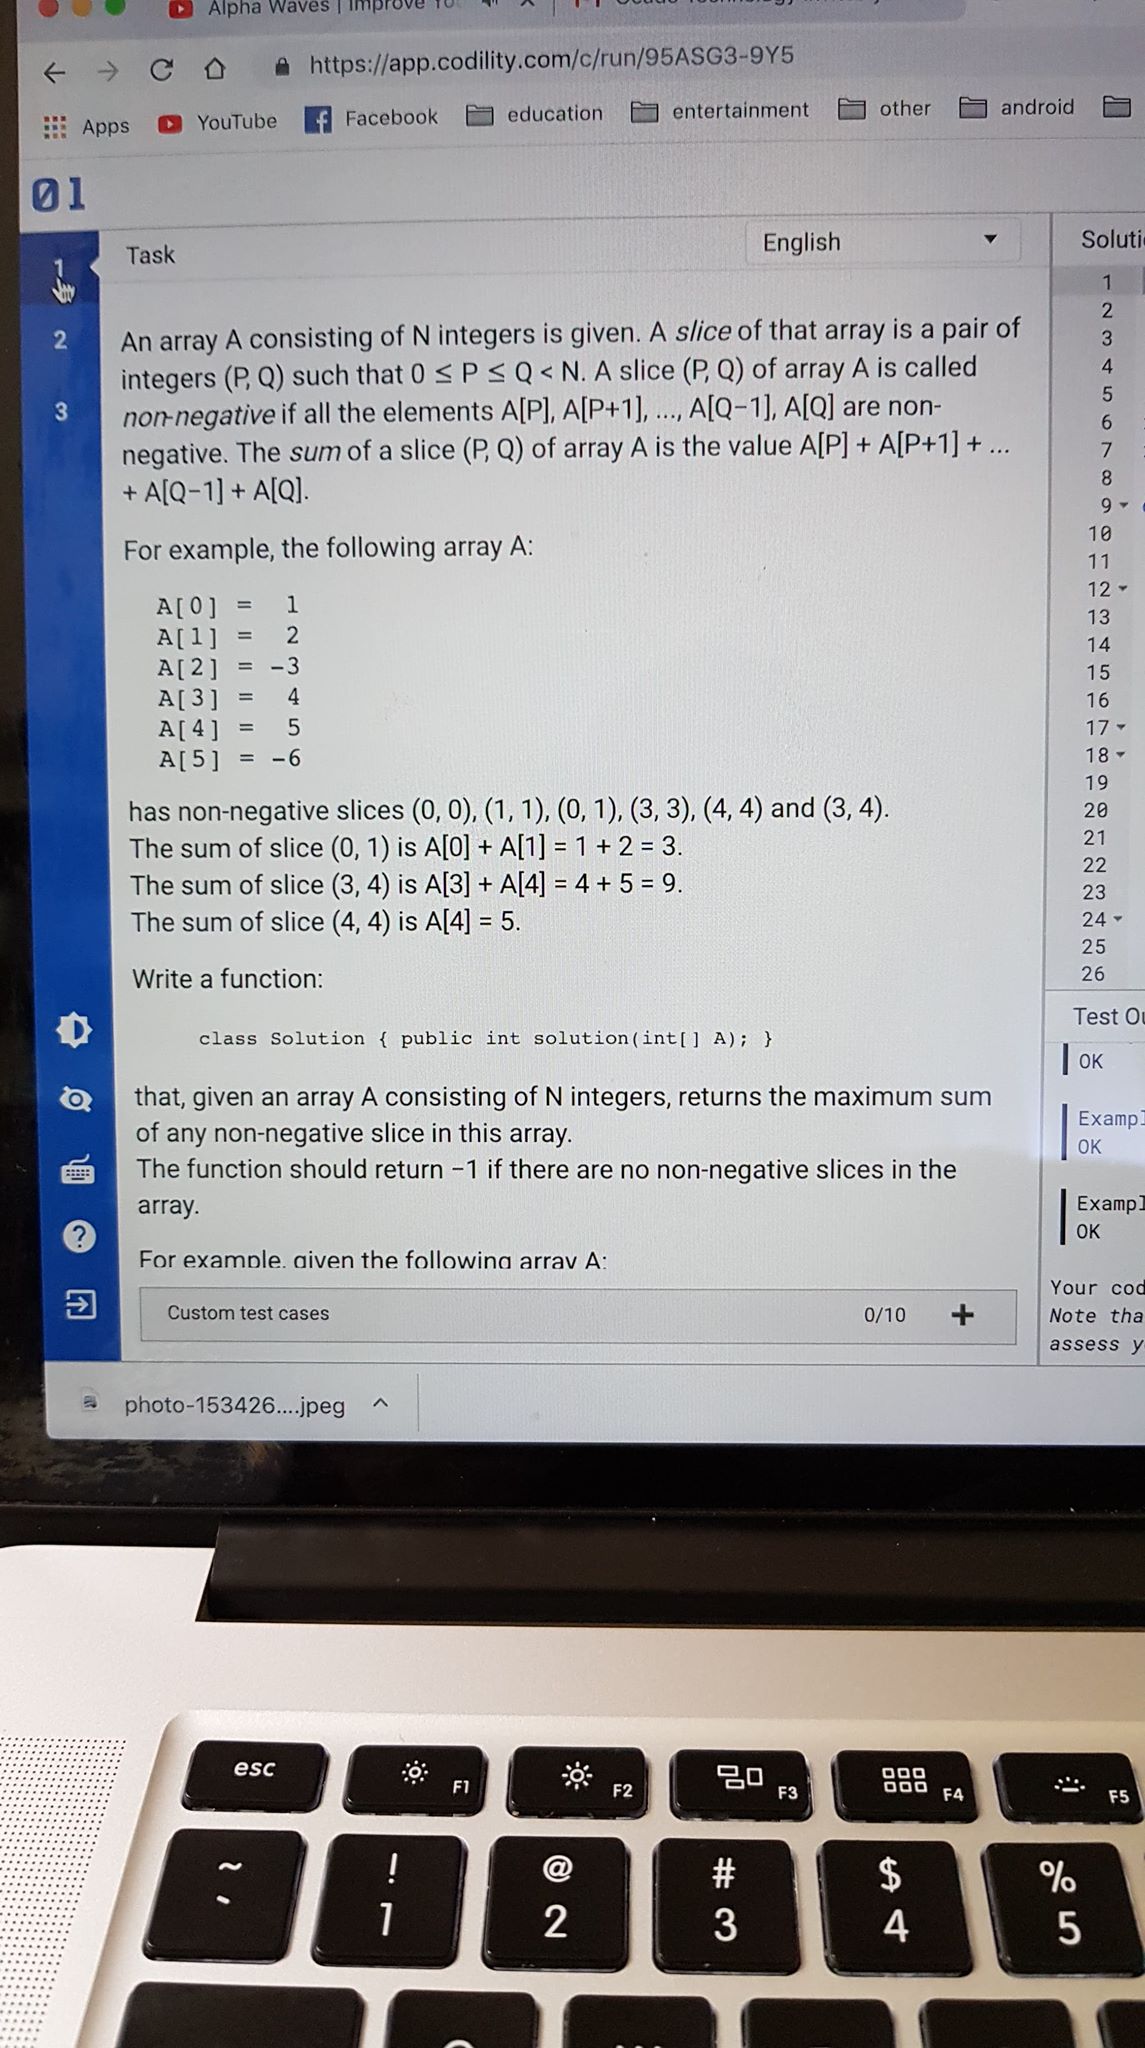 Alpha Waves | Improve Yo
https://app.codility.com/c/run/95ASG3-9Y5
Apps YouTube Facebook education entertainment other android
01
Task
English
Soluti
1
2
3
An array A consisting of N integers is given. A slice of that array is a pair of
integers (P, Q) such that 0 ≤ P ≤ Q < N. A slice (P, Q) of array A is called
non-negative if all the elements A[P], A[P+1], ..., A[Q−1], A[Q] are non-
negative. The sum of a slice (P, Q) of array A is the value A[P] + A[P+1] + ...
+ A[Q−1] + A[Q].
For example, the following array A:
A[0] = 1
A[1] = 2
A[2] = -3
A[3] = 4
A[4] = 5
A[5] = -6
has non-negative slices (0, 0), (1, 1), (0, 1), (3, 3), (4, 4) and (3, 4).
The sum of slice (0, 1) is A[0] + A[1] = 1 + 2 = 3.
The sum of slice (3, 4) is A[3] + A[4] = 4 + 5 = 9.
The sum of slice (4, 4) is A[4] = 5.
Write a function:
class Solution { public int solution(int[] A); }
that, given an array A consisting of N integers, returns the maximum sum
of any non-negative slice in this array.
The function should return −1 if there are no non-negative slices in the
array.
For example, given the following array A:
Custom test cases 0/10 +
1
2
3
4
5
6
7
8
9
10
11
12
13
14
15
16
17
18
19
20
21
22
23
24
25
26
Test Ou
OK
Exampl
OK
Exampl
OK
Your cod
Note tha
assess y
photo-153426....jpeg
esc F1 F2 F3 F4 F5
~ ! @ # $ %
` 1 2 3 4 5